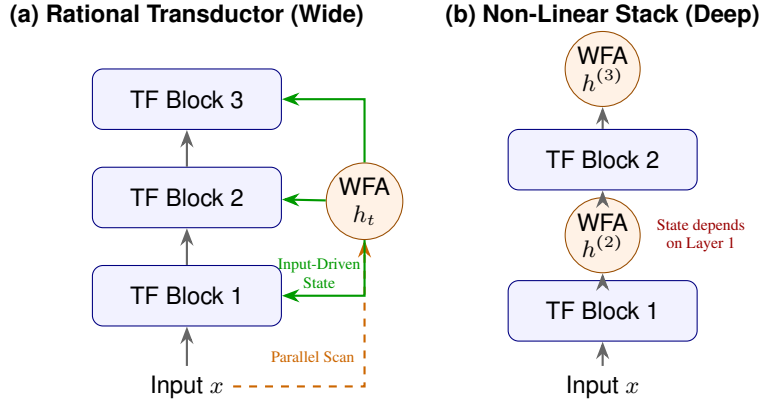 (a) Rational Transductor (Wide)
TF Block 3
TF Block 2
WFA
h_t
Input-Driven
State
TF Block 1
Parallel Scan
Input x
(b) Non-Linear Stack (Deep)
WFA
h^{(3)}
TF Block 2
WFA
h^{(2)}
State depends
on Layer 1
TF Block 1
Input x